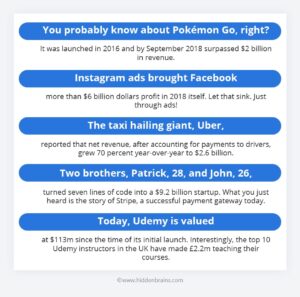 You probably know about Pokémon Go, right?
It was launched in 2016 and by September 2018 surpassed $2 billion
in revenue.
Instagram ads brought Facebook
more than $6 billion dollars profit in 2018 itself. Let that sink. Just
through ads!
The taxi hailing giant, Uber,
reported that net revenue, after accounting for payments to drivers,
grew 70 percent year-over-year to $2.6 billion.
Two brothers, Patrick, 28, and John, 26,
turned seven lines of code into a $9.2 billion startup. What you just
heard is the story of Stripe, a successful payment gateway today.
Today, Udemy is valued
at $113m since the time of its initial launch. Interestingly, the top 10
Udemy instructors in the UK have made £2.2m teaching their
courses.
©www.hiddenbrains.com